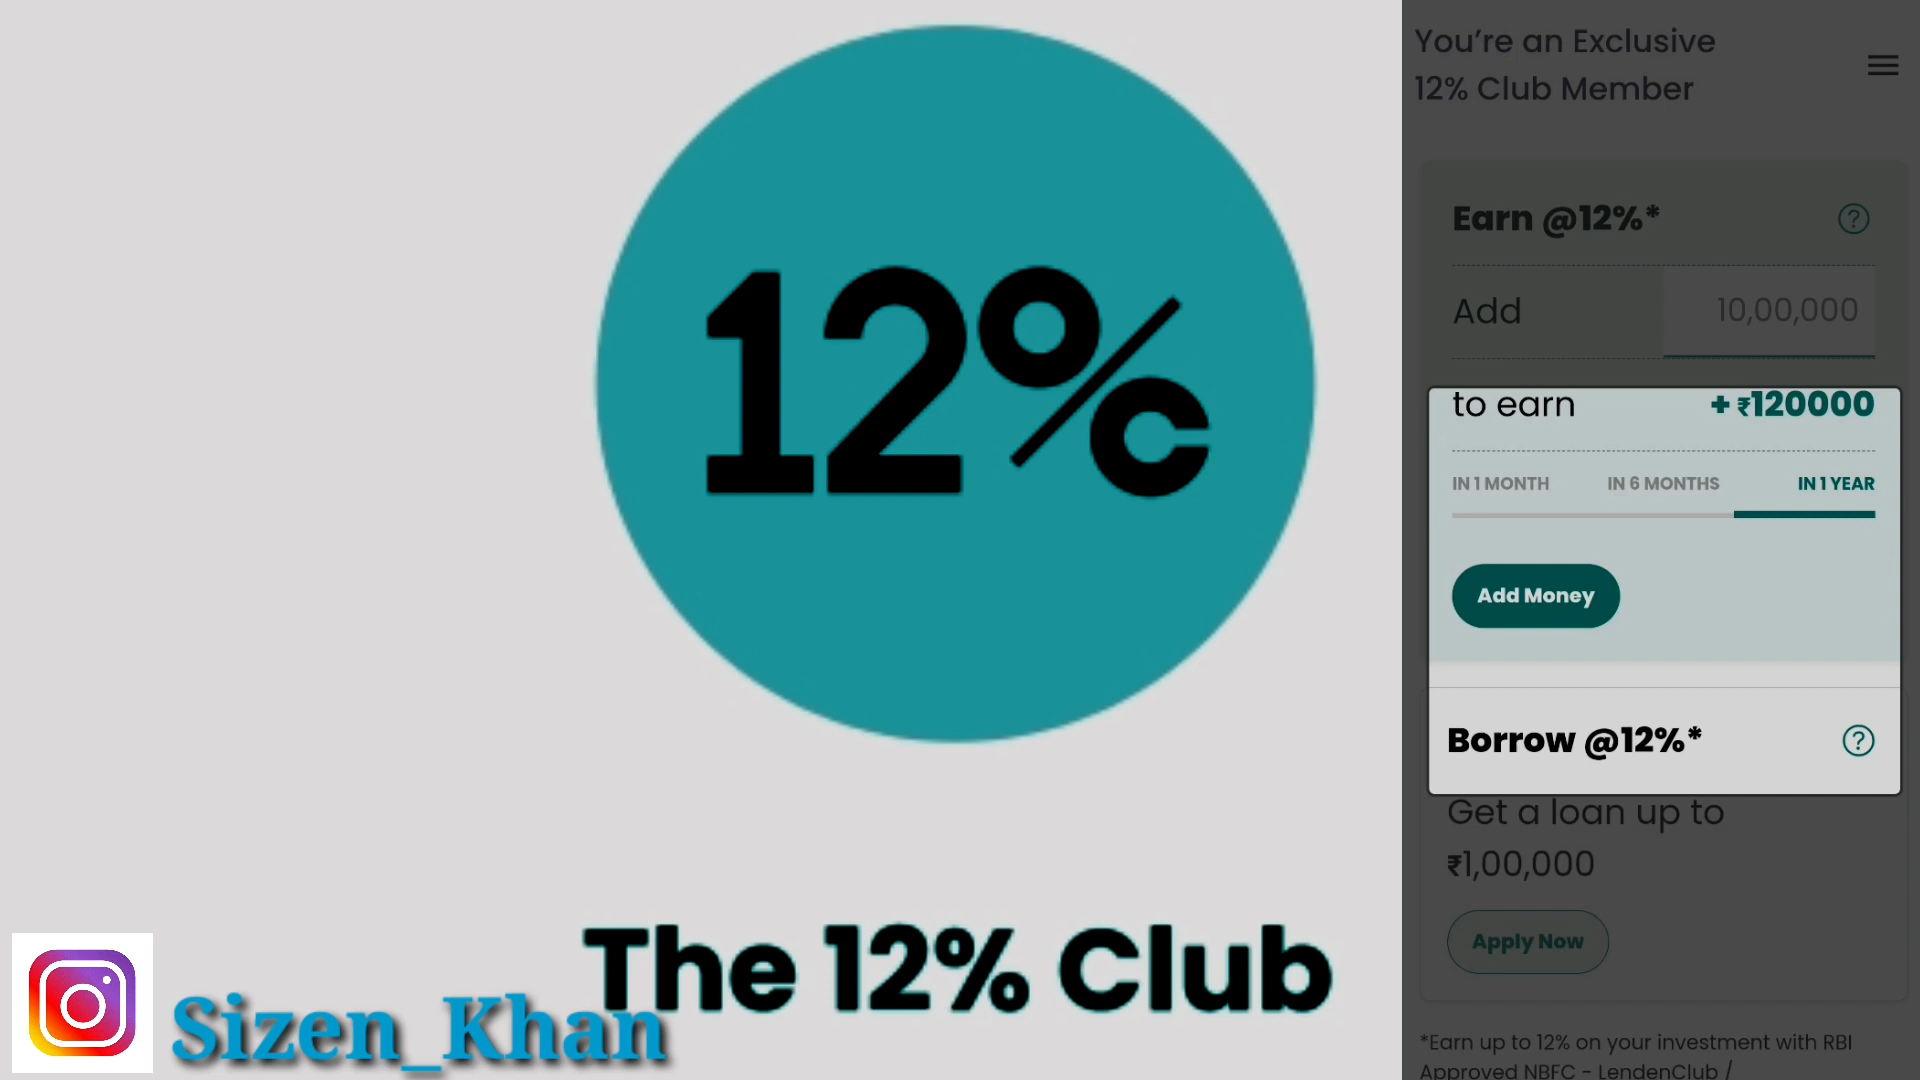 12%
The 12% Club
Sizen_Khan
You're an Exclusive
12% Club Member
Earn @12%*
?
Add 10,00,000
to earn + ₹120000
IN 1 MONTH IN 6 MONTHS IN 1 YEAR
Add Money
Borrow @12%*
?
Get a loan up to
₹1,00,000
Apply Now
*Earn up to 12% on your investment with RBI
Approved NBFC - LendenClub /